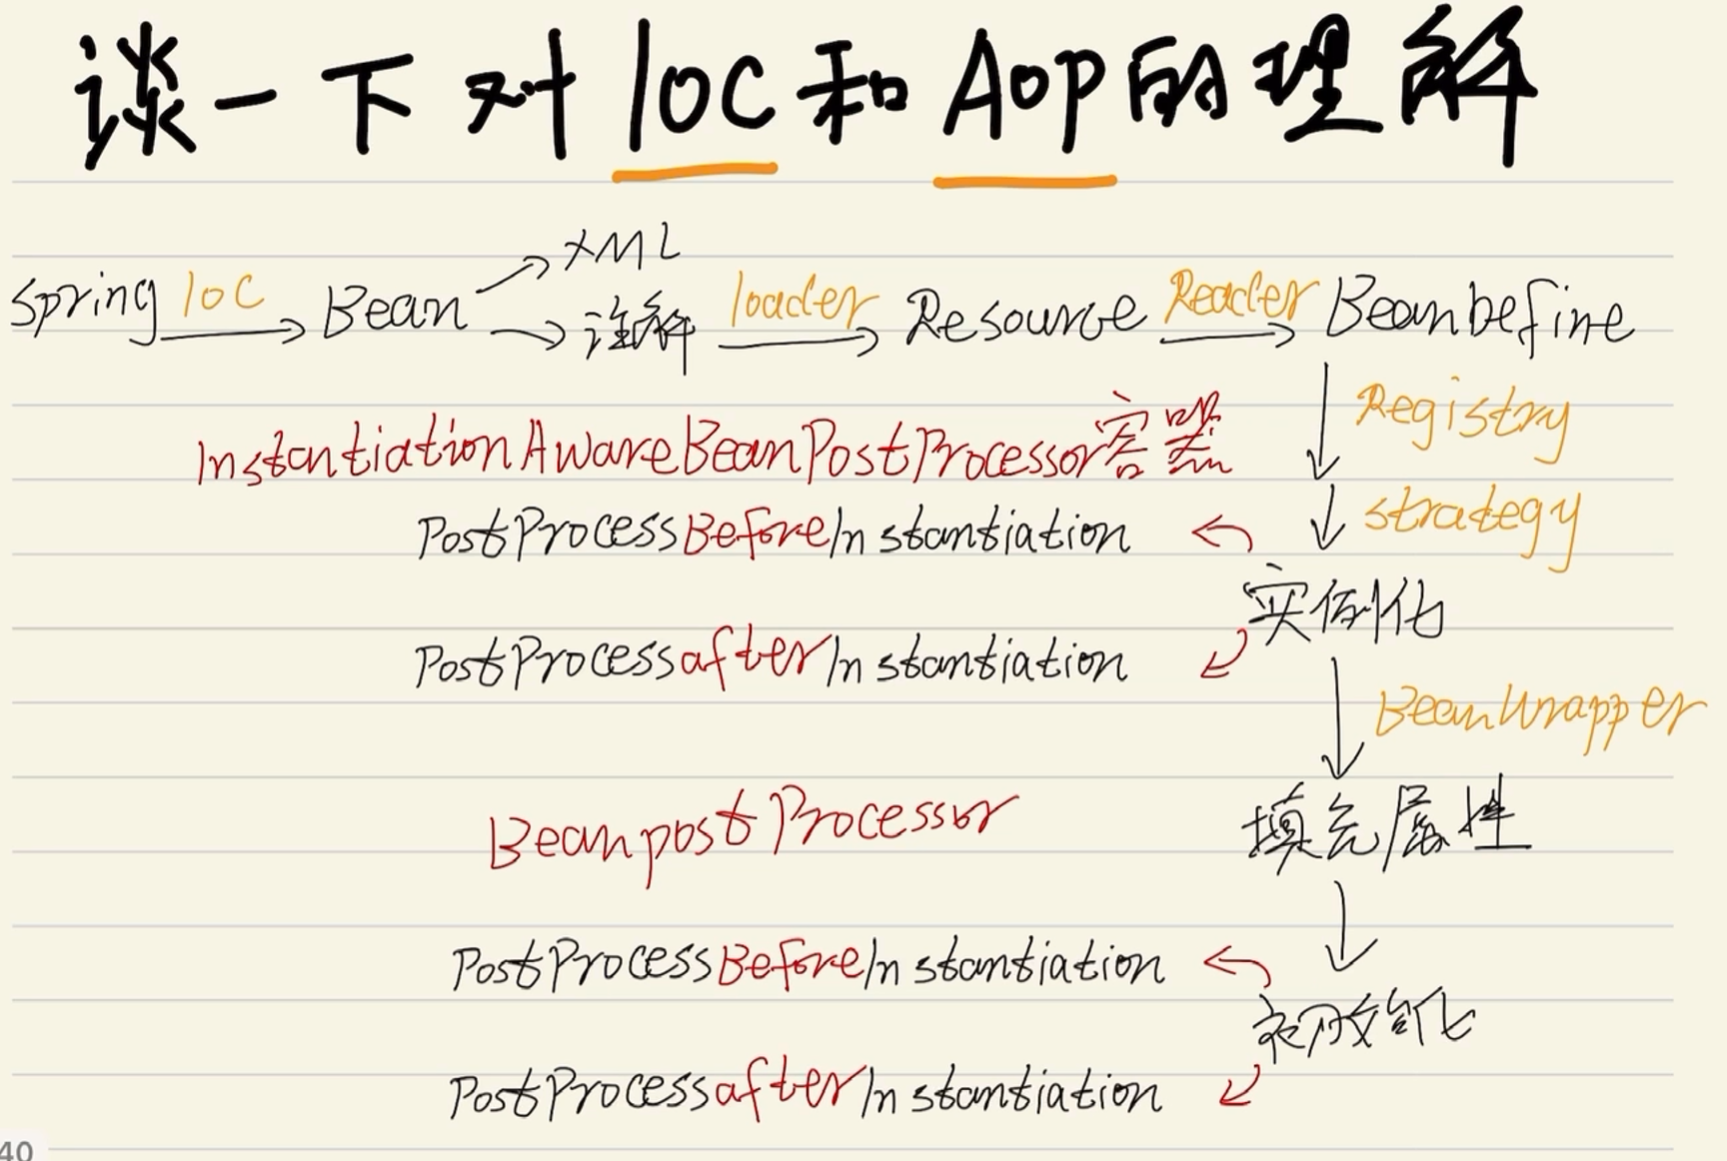 谈一下对IOC和AOP的理解
XML
Spring IOC Bean 注解 loader Resource Reader BeanDefine
Registry
InstantiationAwareBeanPostProcessor容器
strategy
PostProcessBeforeInstantiation
实例化
PostProcessafterInstantiation
BeanWrapper
BeanpostProcessor
填充属性
PostProcessBeforeInstantiation
初始化
PostProcessafterInstantiation
40